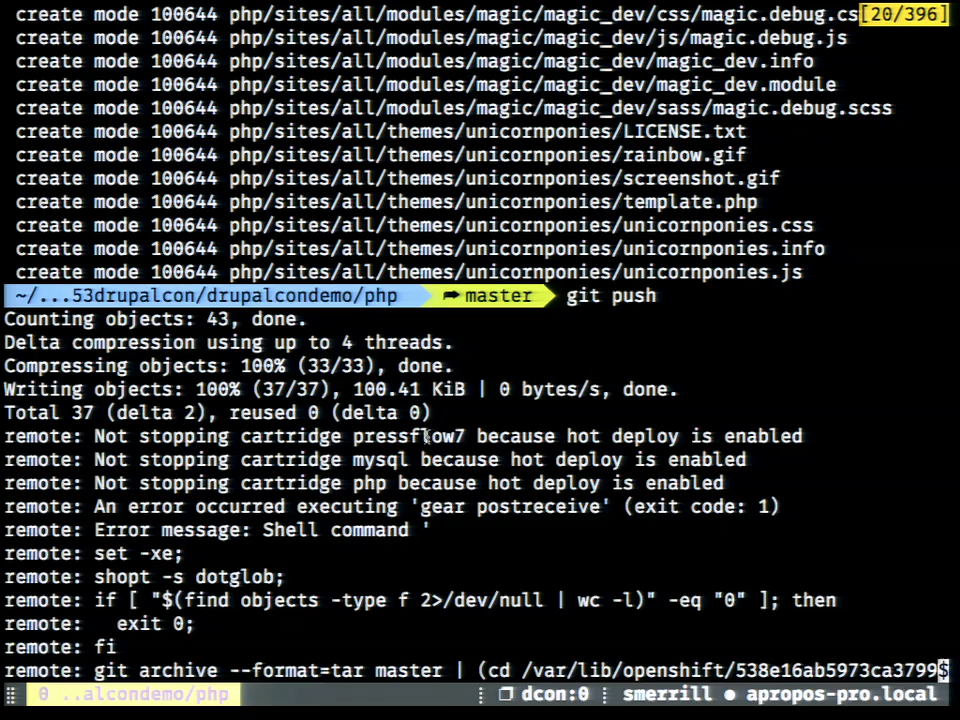 create mode 100644 php/sites/all/modules/magic/magic_dev/css/magic.debug.cs[20/396]
create mode 100644 php/sites/all/modules/magic/magic_dev/js/magic.debug.js
create mode 100644 php/sites/all/modules/magic/magic_dev/magic_dev.info
create mode 100644 php/sites/all/modules/magic/magic_dev/magic_dev.module
create mode 100644 php/sites/all/modules/magic/magic_dev/sass/magic.debug.scss
create mode 100644 php/sites/all/themes/unicornponies/LICENSE.txt
create mode 100644 php/sites/all/themes/unicornponies/rainbow.gif
create mode 100644 php/sites/all/themes/unicornponies/screenshot.gif
create mode 100644 php/sites/all/themes/unicornponies/template.php
create mode 100644 php/sites/all/themes/unicornponies/unicornponies.css
create mode 100644 php/sites/all/themes/unicornponies/unicornponies.info
create mode 100644 php/sites/all/themes/unicornponies/unicornponies.js
~/...53drupalcon/drupalcondemo/php master git push
Counting objects: 43, done.
Delta compression using up to 4 threads.
Compressing objects: 100% (33/33), done.
Writing objects: 100% (37/37), 100.41 KiB | 0 bytes/s, done.
Total 37 (delta 2), reused 0 (delta 0)
remote: Not stopping cartridge pressflow7 because hot deploy is enabled
remote: Not stopping cartridge mysql because hot deploy is enabled
remote: Not stopping cartridge php because hot deploy is enabled
remote: An error occurred executing 'gear postreceive' (exit code: 1)
remote: Error message: Shell command '
remote: set -xe;
remote: shopt -s dotglob;
remote: if [ "$(find objects -type f 2>/dev/null | wc -l)" -eq "0" ]; then
remote:   exit 0;
remote: fi
remote: git archive --format=tar master | (cd /var/lib/openshift/538e16ab5973ca3799$
0 ..alcondemo/php dcon:0 smerrill ● apropos-pro.local